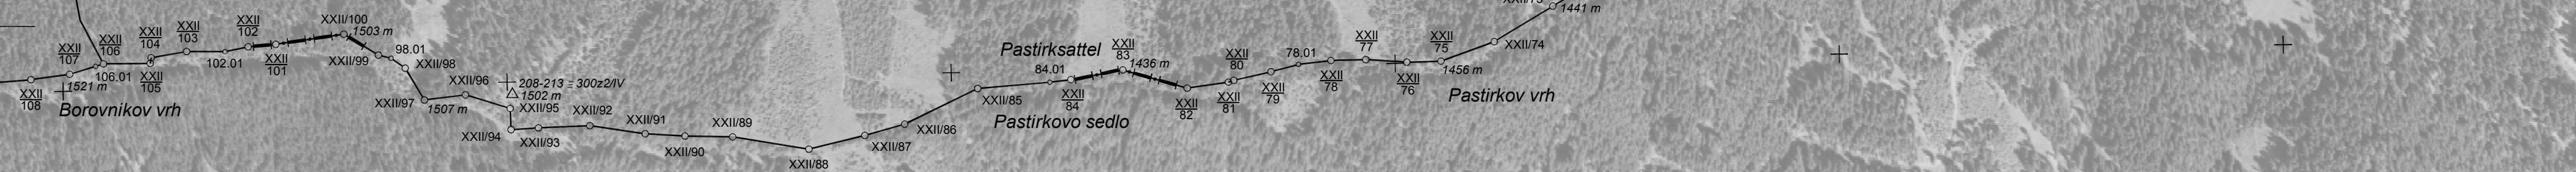 XXII
107
XXII
108
1521 m
Borovnikov vrh
XXII
106
106.01
XXII
104
XXII
105
XXII
103
102.01
XXII
102
XXII
101
XXII/100
1503 m
XXII/99
98.01
XXII/98
XXII/97
1507 m
XXII/96
208-213 Ξ 300z2/IV
1502 m
XXII/95
XXII/94
XXII/93
XXII/92
XXII/91
XXII/90
XXII/89
XXII/88
XXII/87
XXII/86
XXII/85
Pastirksattel
84.01
XXII
84
XXII
83
1436 m
Pastirkovo sedlo
XXII
82
XXII
81
XXII
80
XXII
79
78.01
XXII
78
XXII
77
XXII
76
XXII
75
1456 m
Pastirkov vrh
XXII/74
1441 m